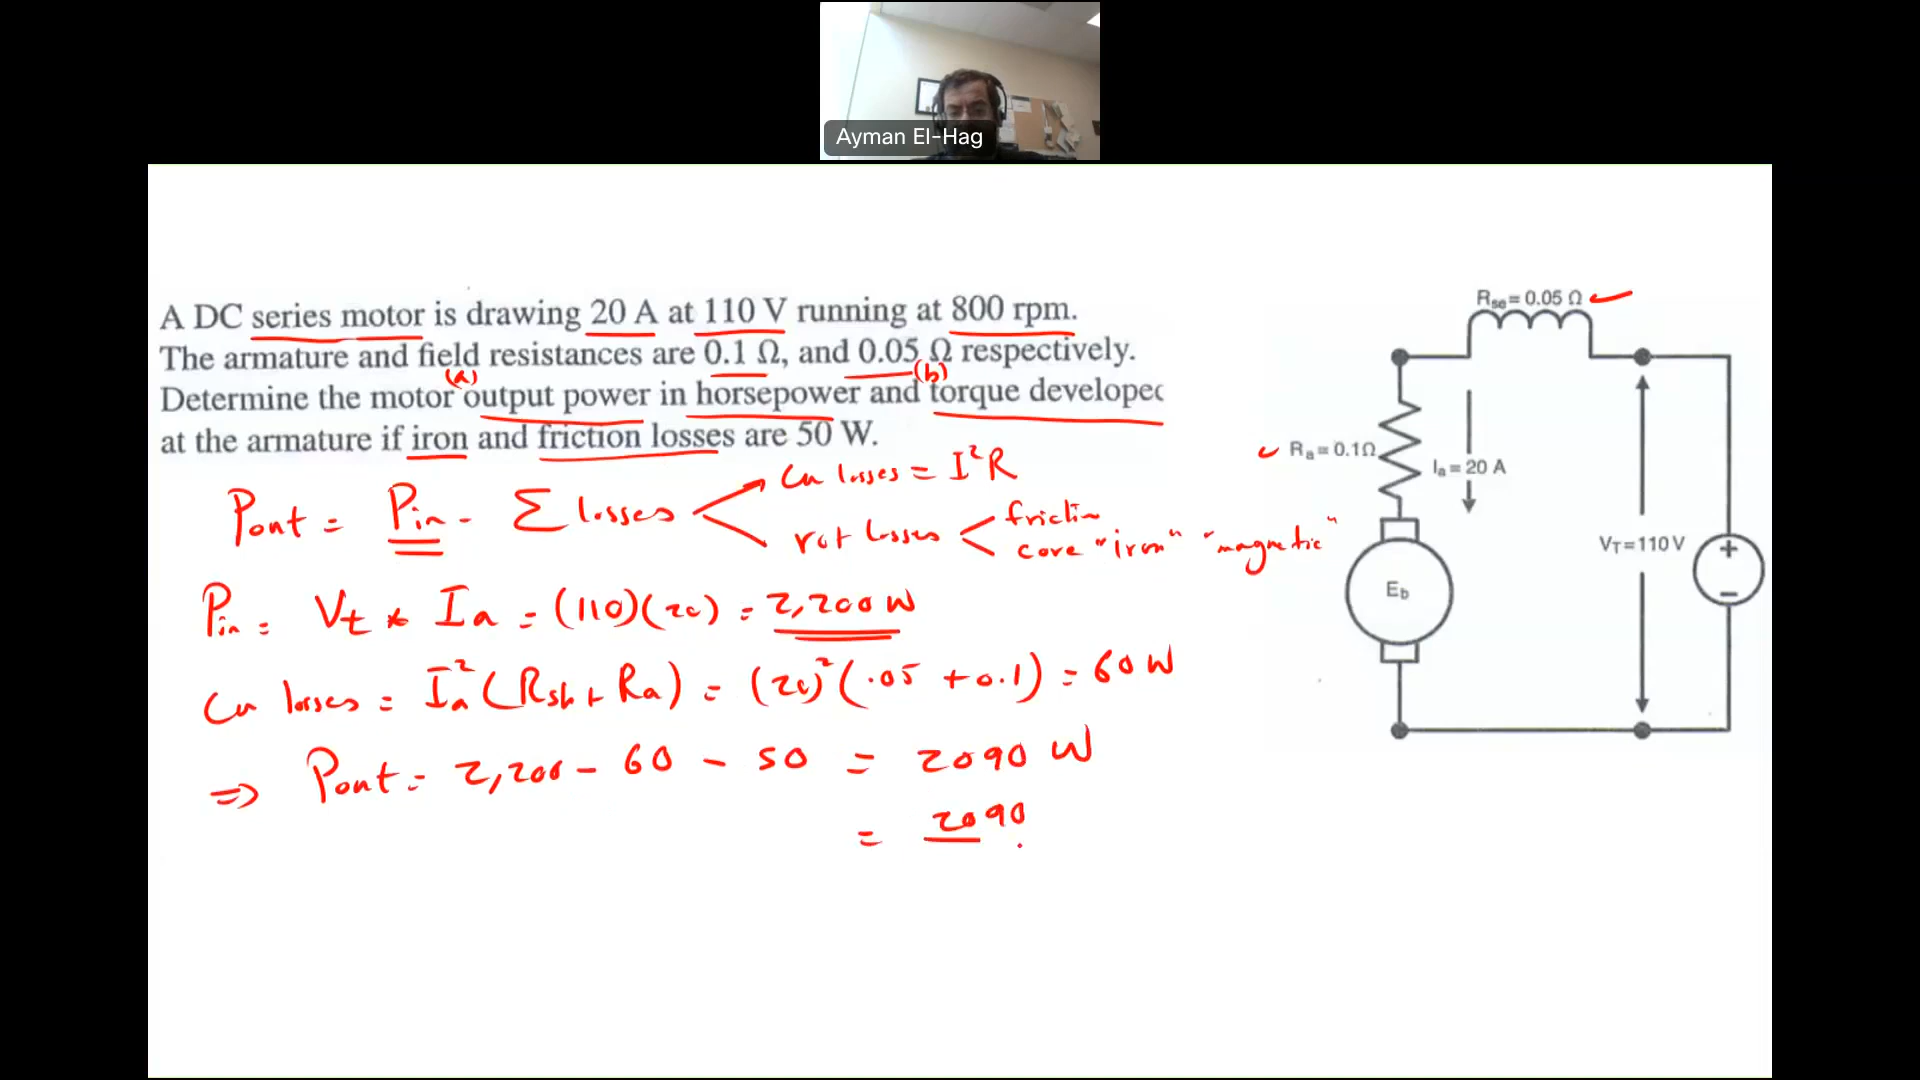 Ayman El-Hag
A DC series motor is drawing 20 A at 110 V running at 800 rpm.
The armature and field resistances are 0.1 Ω, and 0.05 Ω respectively.
(a) (b)
Determine the motor output power in horsepower and torque developed
at the armature if iron and friction losses are 50 W.
Pout = Pin - Σ losses
Cu losses = I²R
rot losses
friction
core "iron" "magnetic"
Pin = Vt * Ia = (110)(20) = 2,200 W
Cu losses = Ia²(Rsh + Ra) = (20)²(.05 + 0.1) = 60 W
⇒ Pout = 2,200 - 60 - 50 = 2090 W
= 2090
Rse = 0.05 Ω
Ra = 0.1Ω
Ia = 20 A
VT = 110 V
+
−
Eb